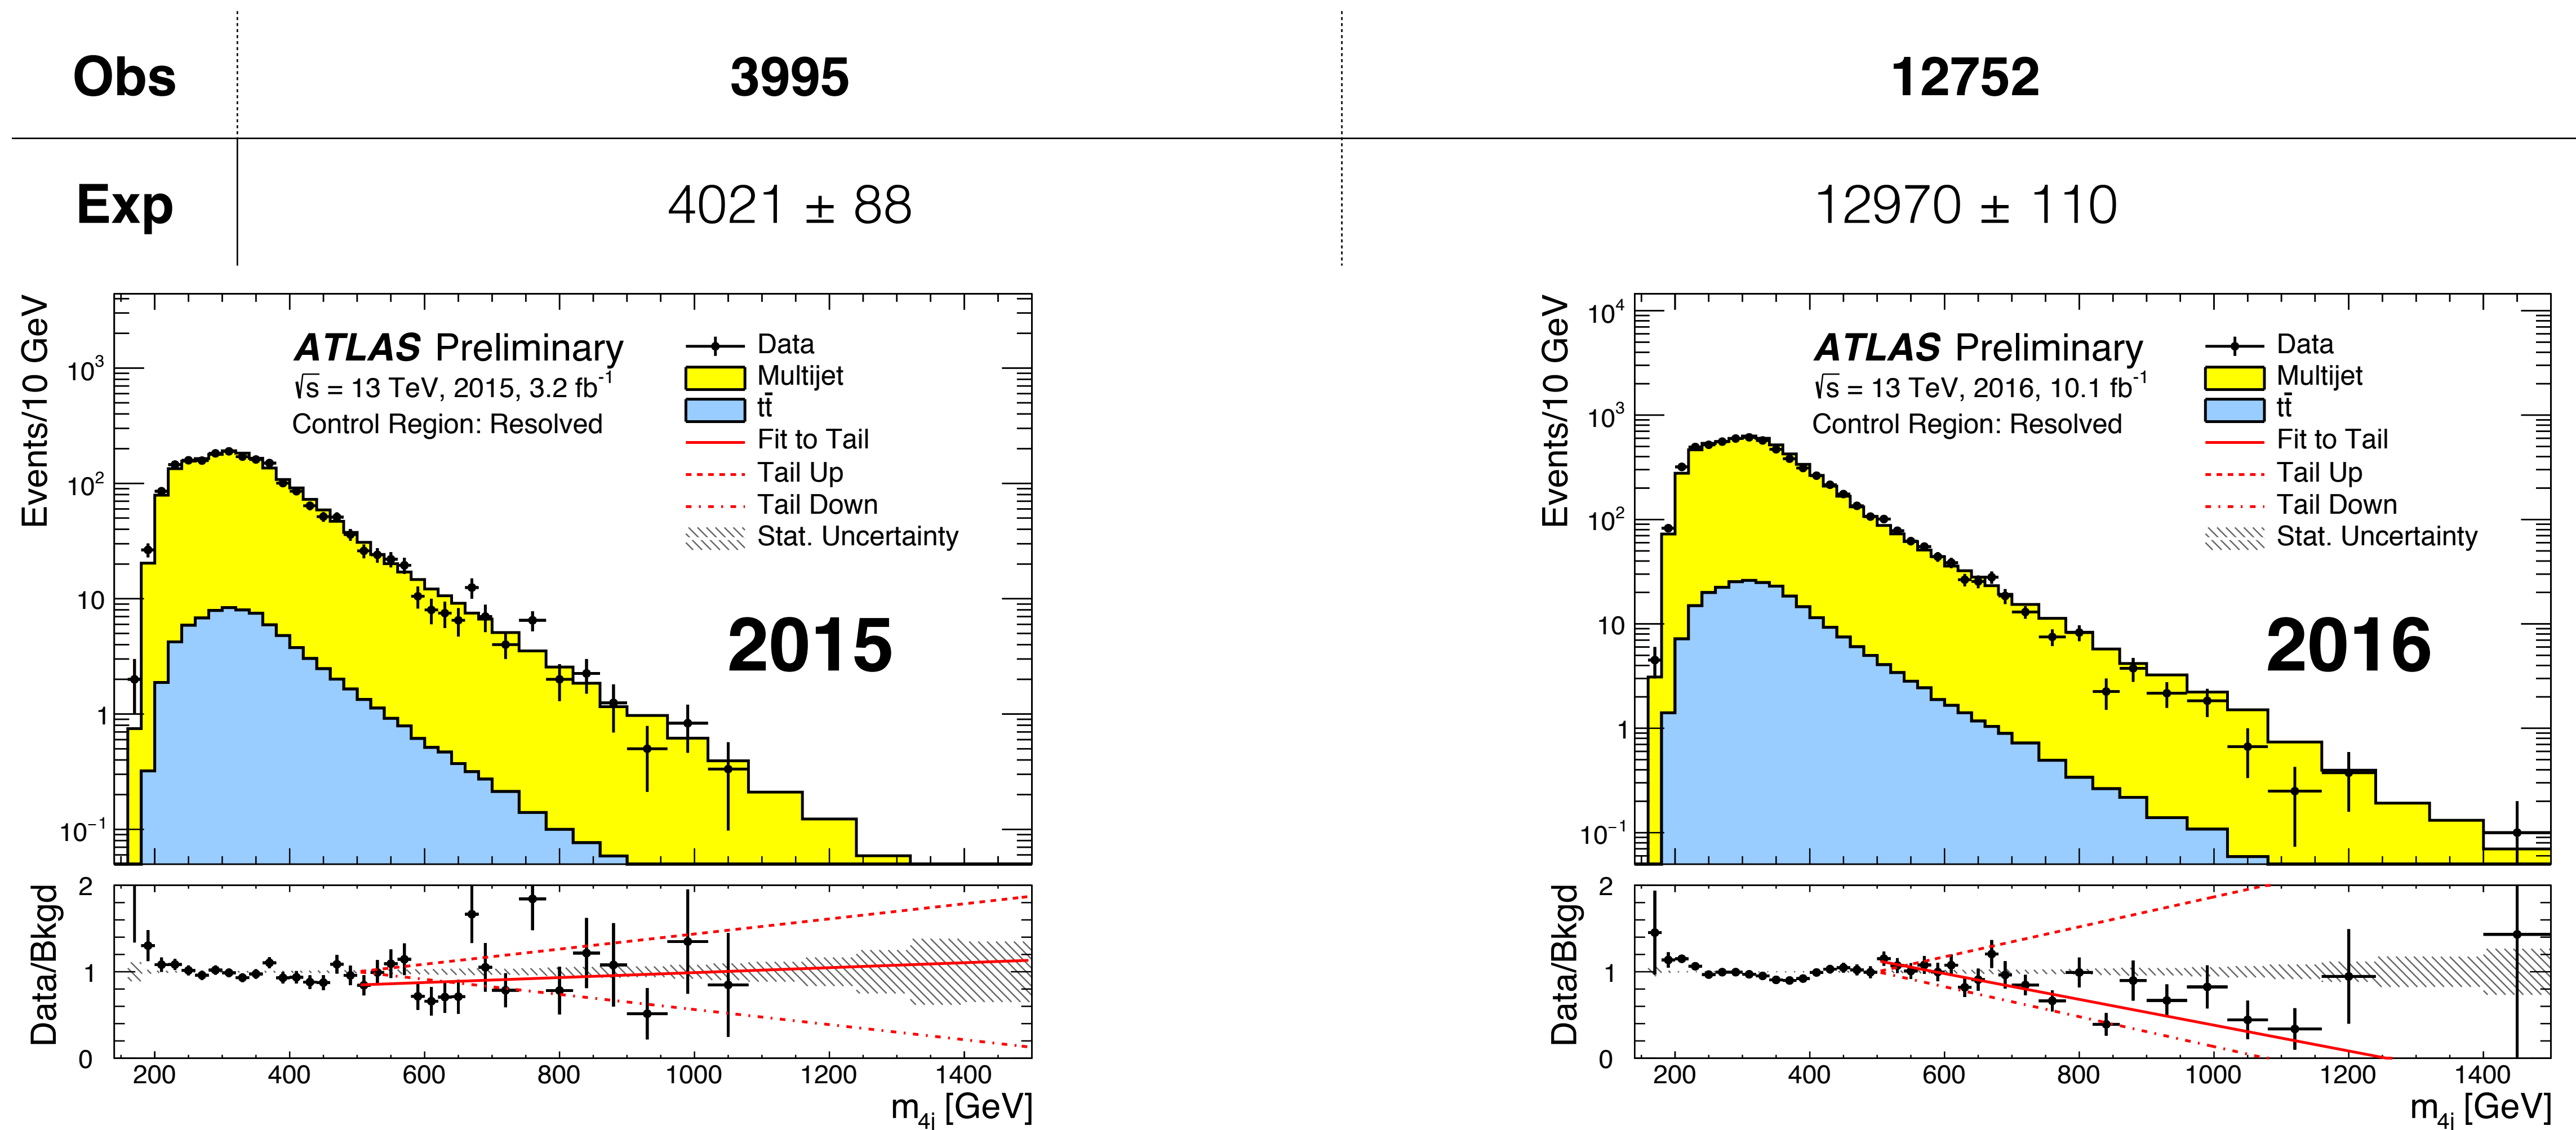 Obs 3995 12752
Exp 4021 ± 88 12970 ± 110
Events/10 GeV
10³
10²
10
1
10⁻¹
ATLAS Preliminary
√s = 13 TeV, 2015, 3.2 fb⁻¹
Control Region: Resolved
Data
Multijet
tt̄
Fit to Tail
Tail Up
Tail Down
Stat. Uncertainty
2015
Data/Bkgd
2
1
0
200 400 600 800 1000 1200 1400
m₄ⱼ [GeV]
Events/10 GeV
10⁴
10³
10²
10
1
10⁻¹
ATLAS Preliminary
√s = 13 TeV, 2016, 10.1 fb⁻¹
Control Region: Resolved
Data
Multijet
tt̄
Fit to Tail
Tail Up
Tail Down
Stat. Uncertainty
2016
Data/Bkgd
2
1
0
200 400 600 800 1000 1200 1400
m₄ⱼ [GeV]